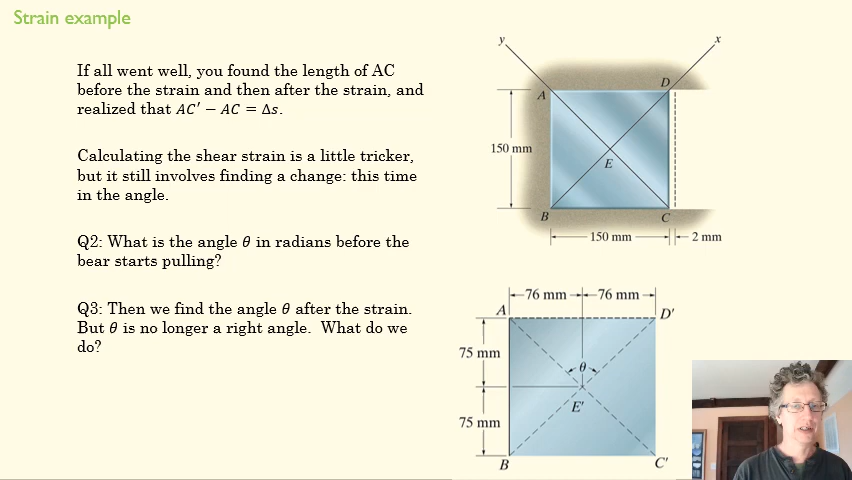 Strain example
If all went well, you found the length of AC
before the strain and then after the strain, and
realized that AC′ − AC = Δs.
Calculating the shear strain is a little tricker,
but it still involves finding a change: this time
in the angle.
Q2: What is the angle θ in radians before the
bear starts pulling?
Q3: Then we find the angle θ after the strain.
But θ is no longer a right angle.  What do we
do?
y
x
A
D
150 mm
E
B
C
150 mm
2 mm
76 mm
76 mm
A
D′
75 mm
θ
E′
75 mm
B
C′